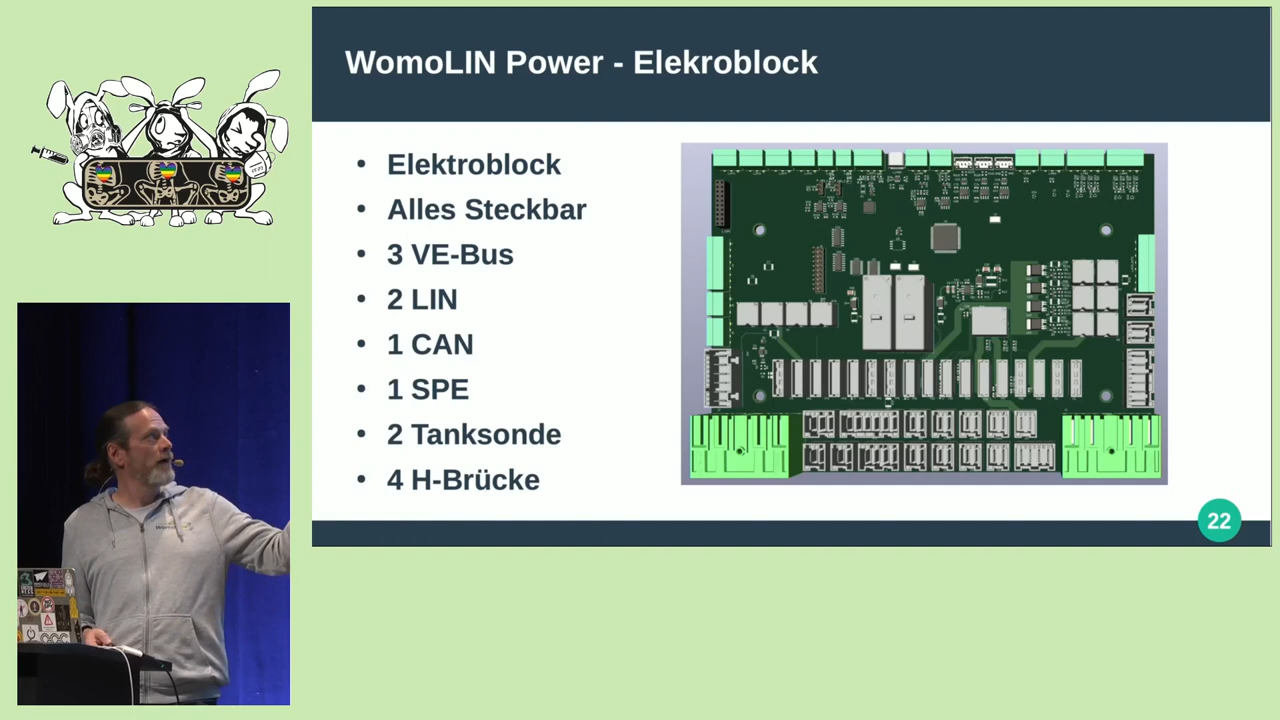 WomoLIN Power - Elekroblock
• Elektroblock
• Alles Steckbar
• 3 VE-Bus
• 2 LIN
• 1 CAN
• 1 SPE
• 2 Tanksonde
• 4 H-Brücke
22